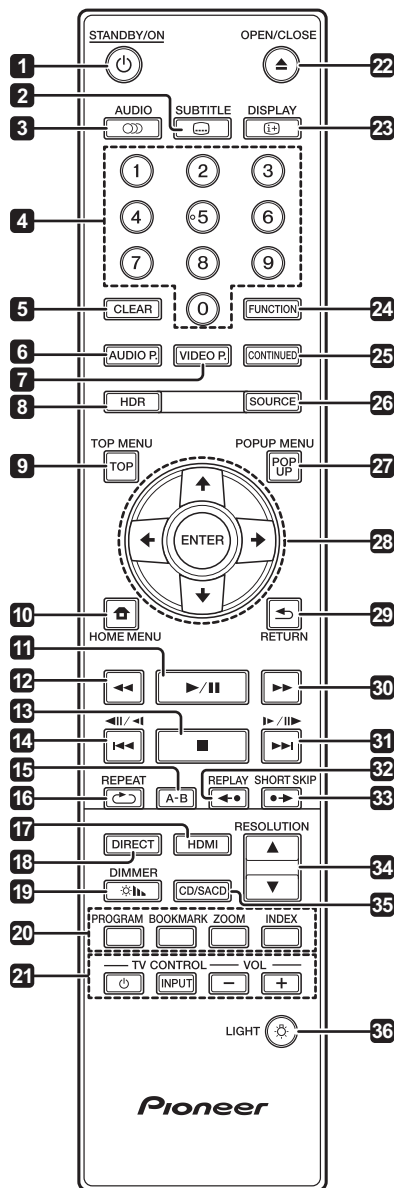 STANDBY/ON OPEN/CLOSE
1 22
2
AUDIO SUBTITLE DISPLAY
3 23
1 2 3
4
4 5 6
7 8 9
5 CLEAR 0 FUNCTION 24
6 AUDIO P. VIDEO P. CONTINUED 25
7
8 HDR SOURCE 26
TOP MENU POPUP MENU
9 TOP POP UP 27
ENTER 28
10 29
HOME MENU RETURN
11
12 30
13
14 31
15 32
REPEAT REPLAY SHORT SKIP
16 A-B 33
17 RESOLUTION
18 DIRECT HDMI
34
DIMMER
19 CD/SACD 35
PROGRAM BOOKMARK ZOOM INDEX
20
TV CONTROL VOL
21 INPUT − +
LIGHT 36
Pioneer